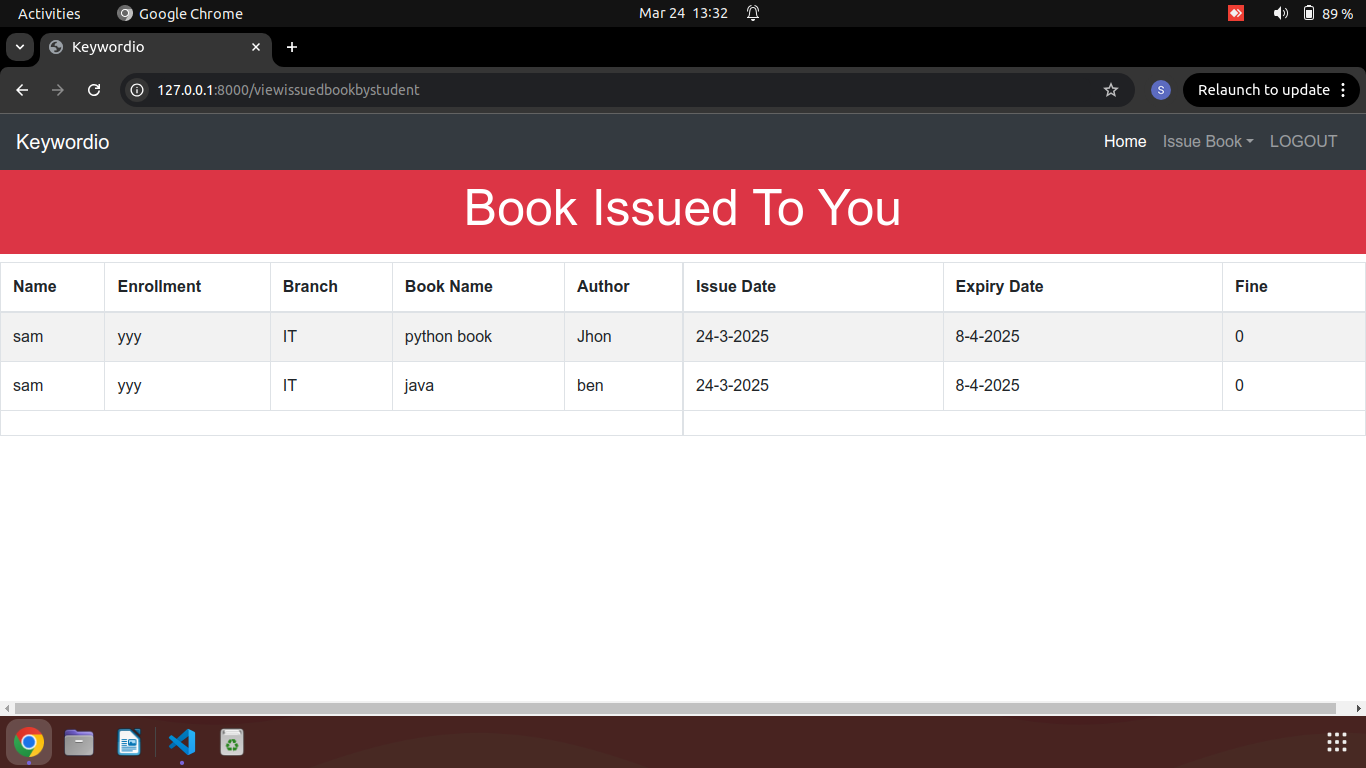 Activities Google Chrome Mar 24 13:32 89 %
Keywordio
127.0.0.1:8000/viewissuedbookbystudent S Relaunch to update
Keywordio Home Issue Book LOGOUT
Book Issued To You
Name Enrollment Branch Book Name Author Issue Date Expiry Date Fine
sam yyy IT python book Jhon 24-3-2025 8-4-2025 0
sam yyy IT java ben 24-3-2025 8-4-2025 0